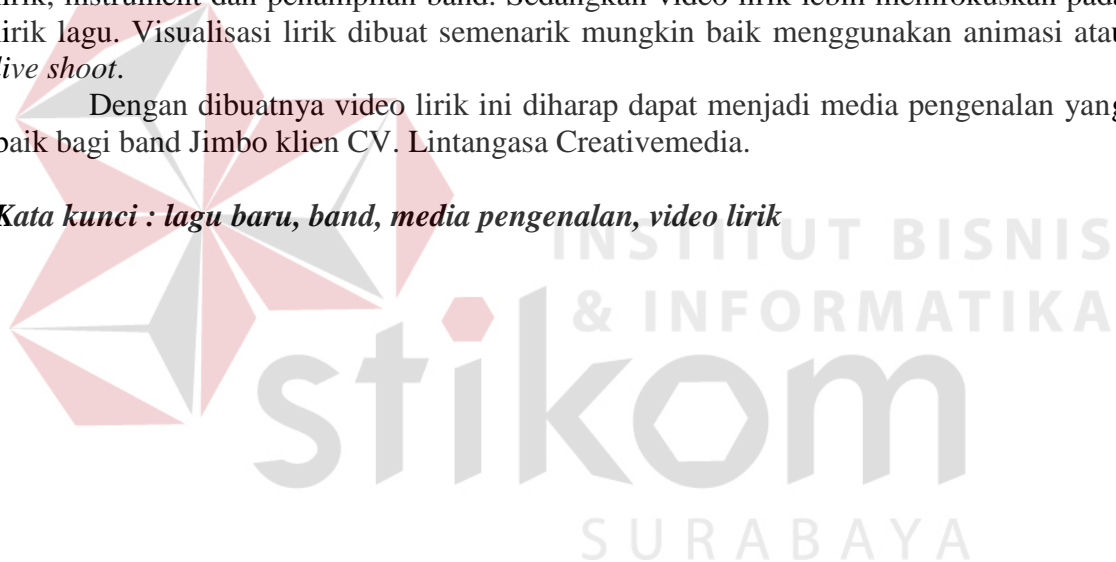 lirik, instrument dan penampilan band. Sedangkan video lirik lebih memfokuskan pada
lirik lagu. Visualisasi lirik dibuat semenarik mungkin baik menggunakan animasi atau
live shoot.
Dengan dibuatnya video lirik ini diharap dapat menjadi media pengenalan yang
baik bagi band Jimbo klien CV. Lintangasa Creativemedia.
Kata kunci : lagu baru, band, media pengenalan, video lirik
INSTITUT BISNIS
& INFORMATIKA
stikom
SURABAYA